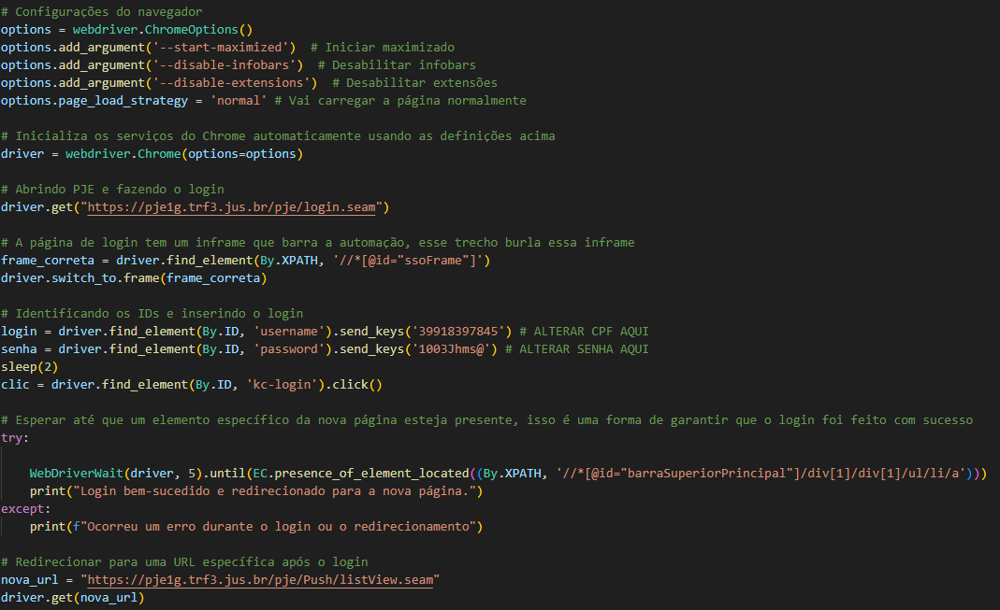 # Configurações do navegador
options = webdriver.ChromeOptions()
options.add_argument('--start-maximized')  # Iniciar maximizado
options.add_argument('--disable-infobars')  # Desabilitar infobars
options.add_argument('--disable-extensions')  # Desabilitar extensões
options.page_load_strategy = 'normal' # Vai carregar a página normalmente
# Inicializa os serviços do Chrome automaticamente usando as definições acima
driver = webdriver.Chrome(options=options)
# Abrindo PJE e fazendo o login
driver.get("https://pje1g.trf3.jus.br/pje/login.seam")
# A página de login tem um inframe que barra a automação, esse trecho burla essa inframe
frame_correta = driver.find_element(By.XPATH, '//*[@id="ssoFrame"]')
driver.switch_to.frame(frame_correta)
# Identificando os IDs e inserindo o login
login = driver.find_element(By.ID, 'username').send_keys('39918397845') # ALTERAR CPF AQUI
senha = driver.find_element(By.ID, 'password').send_keys('1003Jhms@') # ALTERAR SENHA AQUI
sleep(2)
clic = driver.find_element(By.ID, 'kc-login').click()
# Esperar até que um elemento específico da nova página esteja presente, isso é uma forma de garantir que o login foi feito com sucesso
try:
    WebDriverWait(driver, 5).until(EC.presence_of_element_located((By.XPATH, '//*[@id="barraSuperiorPrincipal"]/div[1]/div[1]/ul/li/a')))
    print("Login bem-sucedido e redirecionado para a nova página.")
except:
    print(f"Ocorreu um erro durante o login ou o redirecionamento")
# Redirecionar para uma URL específica após o login
nova_url = "https://pje1g.trf3.jus.br/pje/Push/listView.seam"
driver.get(nova_url)